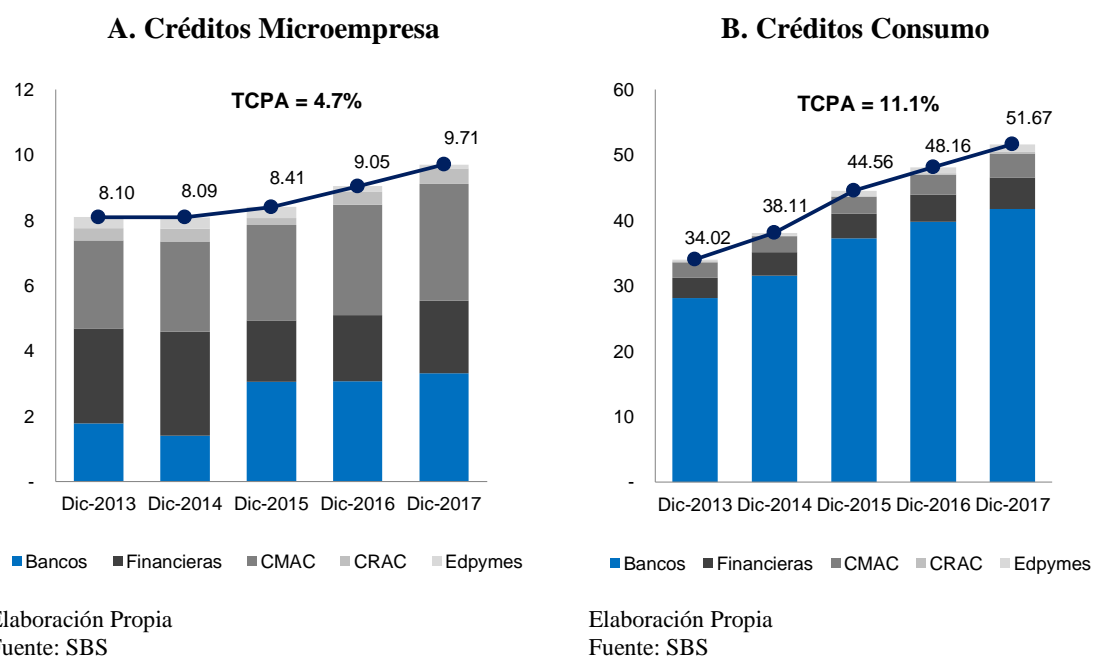 A. Créditos Microempresa
TCPA = 4.7%
12
10
8
6
4
2
-
8.10
8.09
8.41
9.05
9.71
Dic-2013 Dic-2014 Dic-2015 Dic-2016 Dic-2017
Bancos Financieras CMAC CRAC Edpymes
Elaboración Propia
Fuente: SBS
B. Créditos Consumo
TCPA = 11.1%
60
50
40
30
20
10
-
34.02
38.11
44.56
48.16
51.67
Dic-2013 Dic-2014 Dic-2015 Dic-2016 Dic-2017
Bancos Financieras CMAC CRAC Edpymes
Elaboración Propia
Fuente: SBS